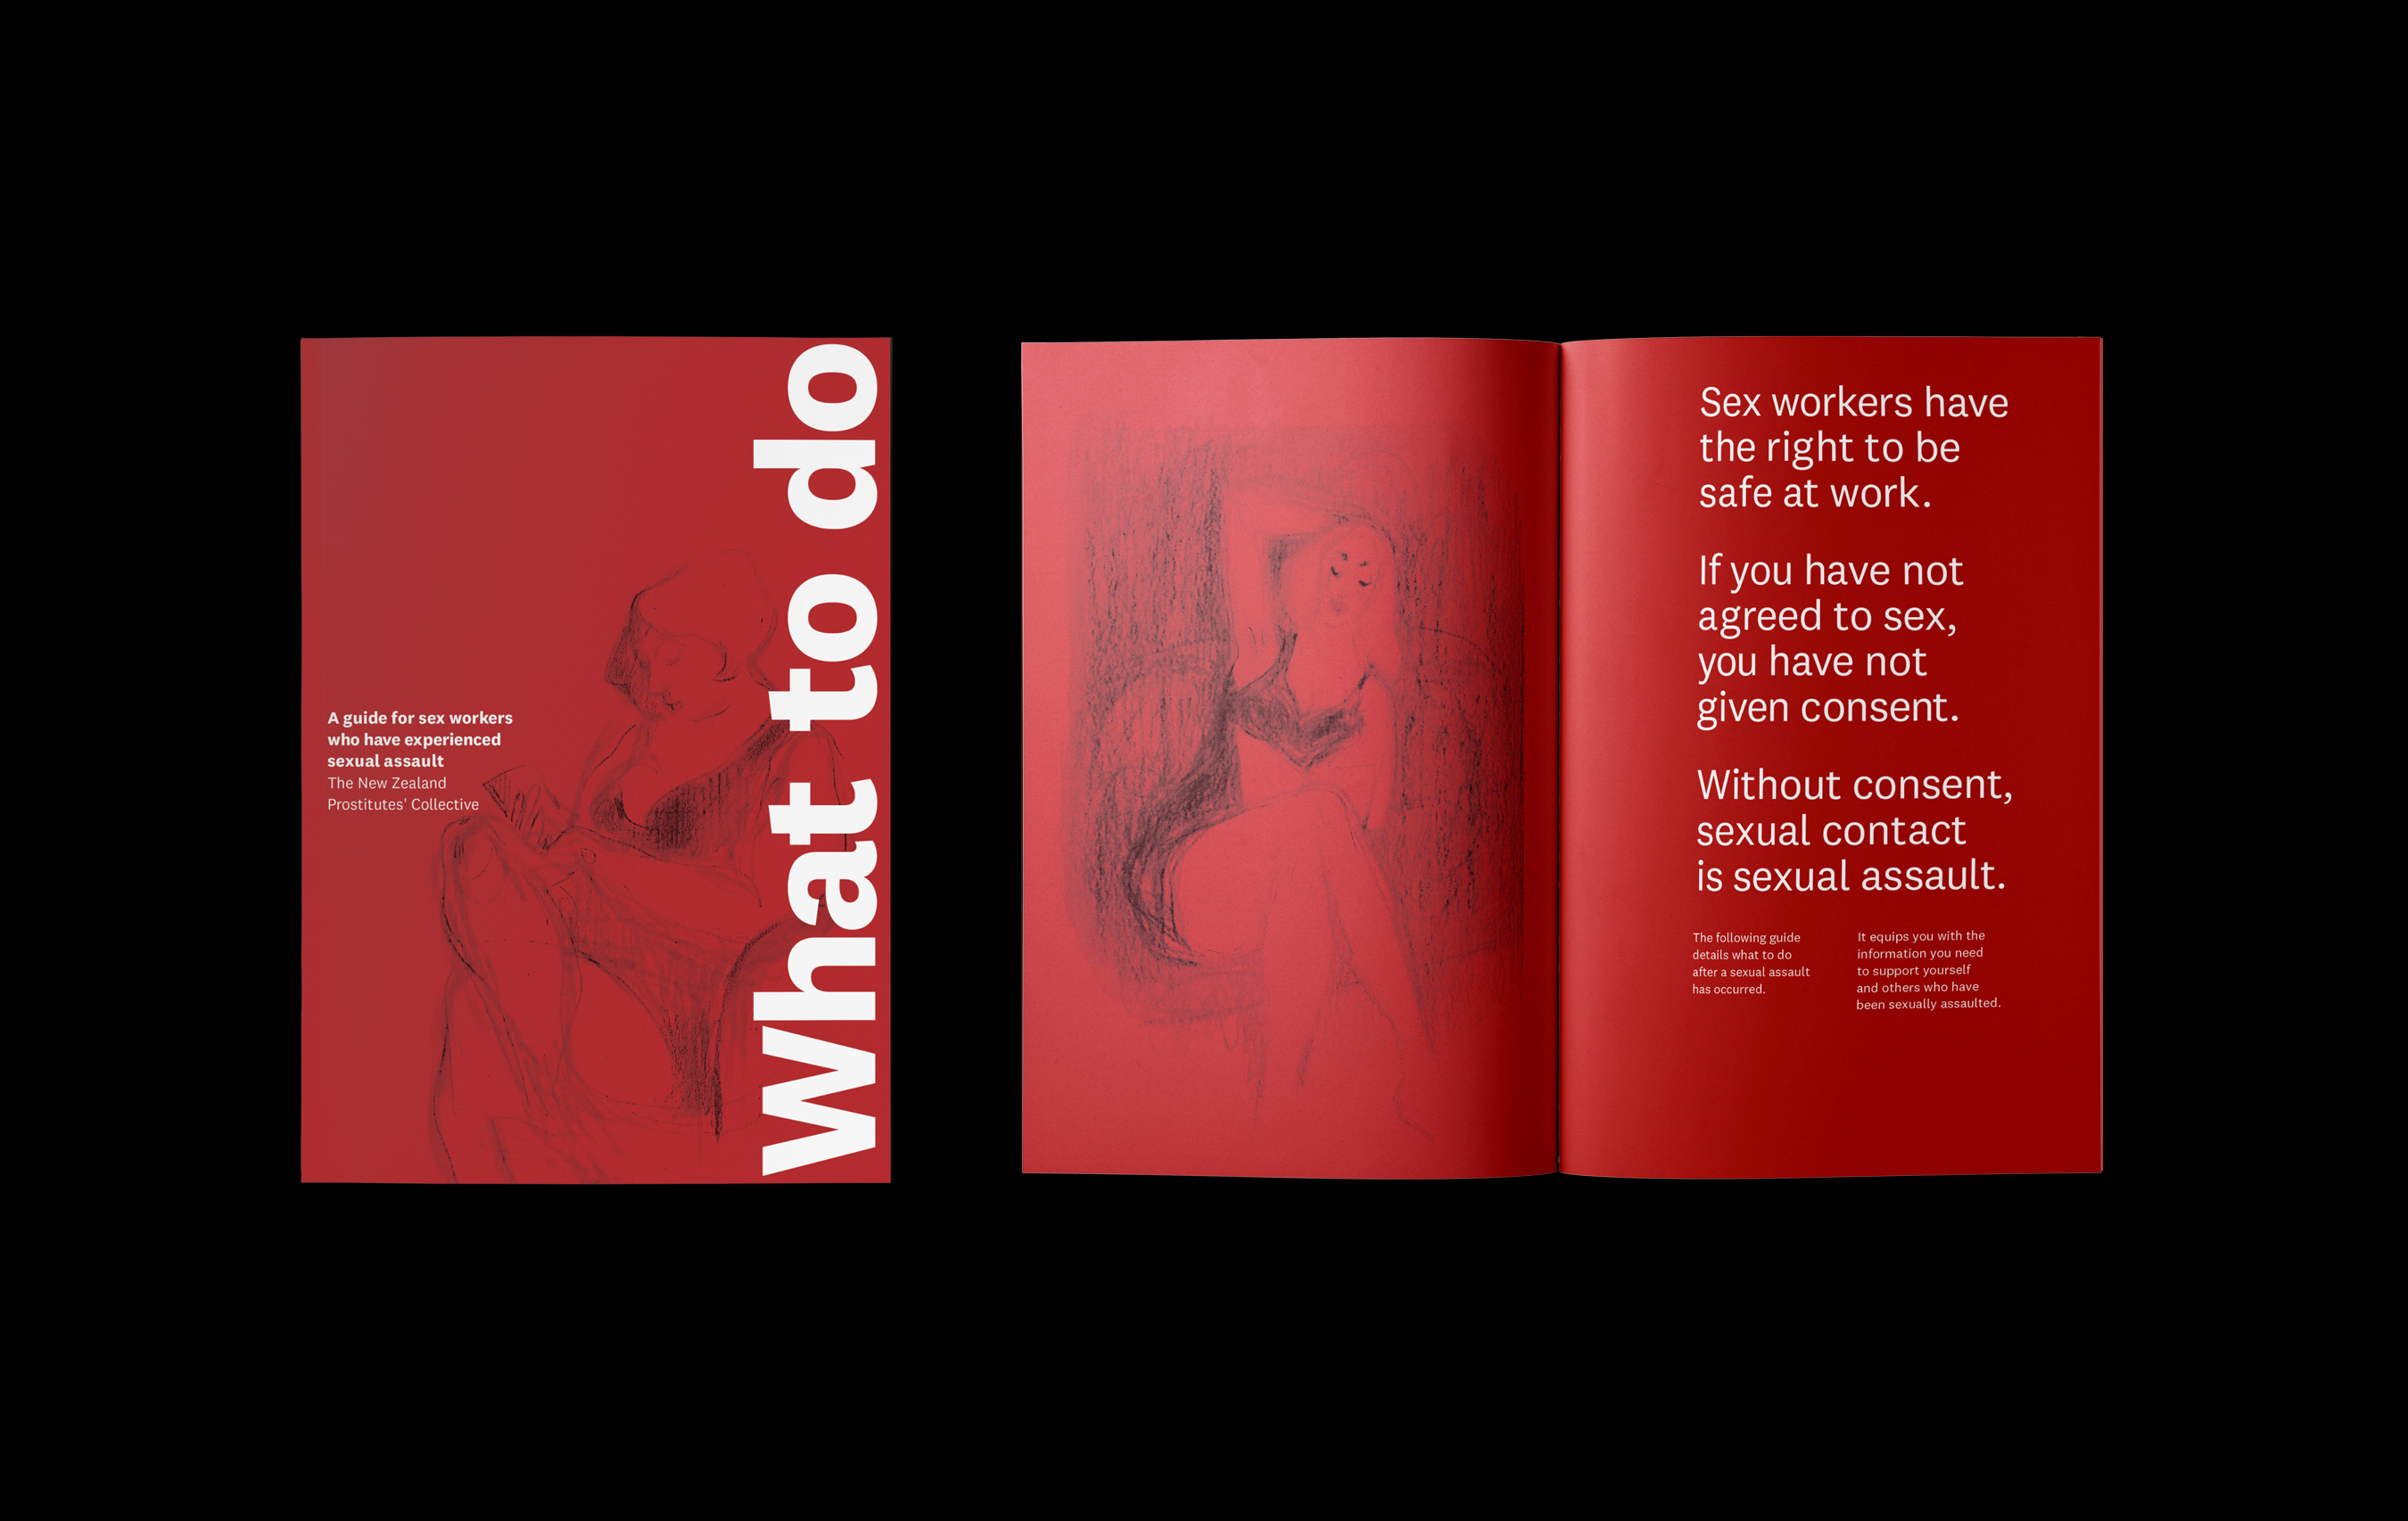 what to do
A guide for sex workers
who have experienced
sexual assault
The New Zealand
Prostitutes' Collective
Sex workers have
the right to be
safe at work.
If you have not
agreed to sex,
you have not
given consent.
Without consent,
sexual contact
is sexual assault.
The following guide
details what to do
after a sexual assault
has occurred.
It equips you with the
information you need
to support yourself
and others who have
been sexually assaulted.